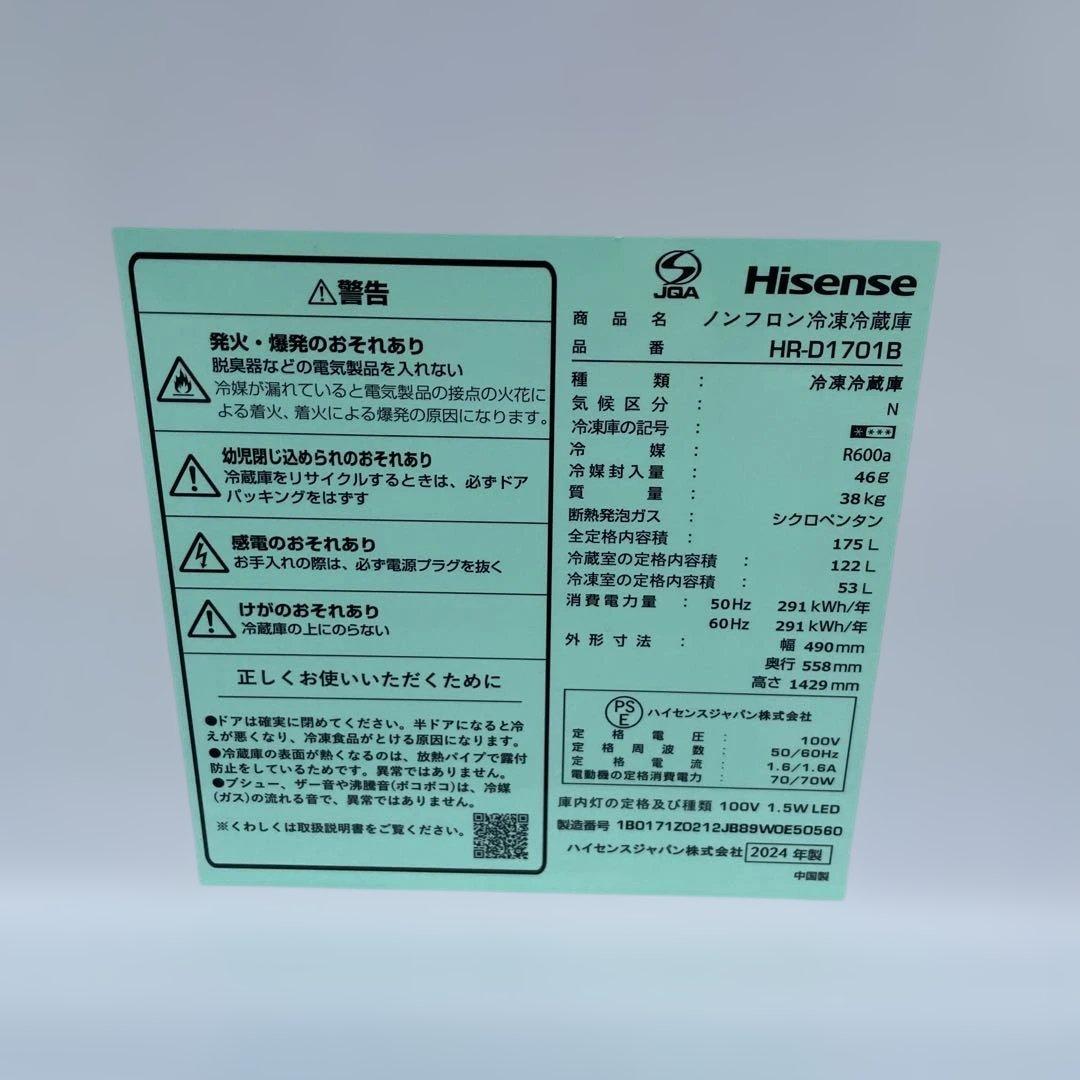 ⚠警告
発火・爆発のおそれあり
脱臭器などの電気製品を入れない
冷媒が漏れていると電気製品の接点の火花に
よる着火、着火による爆発の原因になります。
幼児閉じ込められのおそれあり
冷蔵庫をリサイクルするときは、必ずドア
パッキングをはずす
感電のおそれあり
お手入れの際は、必ず電源プラグを抜く
けがのおそれあり
冷蔵庫の上にのらない
正しくお使いいただくために
●ドアは確実に閉めてください。半ドアになると冷
えが悪くなり、冷凍食品がとける原因になります。
●冷蔵庫の表面が熱くなるのは、放熱パイプで露付
防止をしているためです。異常ではありません。
●プシュー、ザー音や沸騰音(ポコポコ)は、冷媒
(ガス)の流れる音で、異常ではありません。
※くわしくは取扱説明書をご覧ください。
JQA Hisense
商品名 ノンフロン冷凍冷蔵庫
品番 HR-D1701B
種類 : 冷凍冷蔵庫
気候区分 : N
冷凍庫の記号 : ****
冷媒 : R600a
冷媒封入量 : 46g
質量 : 38kg
断熱発泡ガス : シクロペンタン
全定格内容積 : 175L
冷蔵室の定格内容積 : 122L
冷凍室の定格内容積 : 53L
消費電力量 : 50Hz 291kWh/年
60Hz 291kWh/年
外形寸法 : 幅 490mm
奥行 558mm
高さ 1429mm
PSE ハイセンスジャパン株式会社
定格電圧 : 100V
定格周波数 : 50/60Hz
定格電流 : 1.6/1.6A
電動機の定格消費電力 : 70/70W
庫内灯の定格及び種類 100V 1.5W LED
製造番号 1B0171Z0212JB89W0E50560
ハイセンスジャパン株式会社 2024年製
中国製